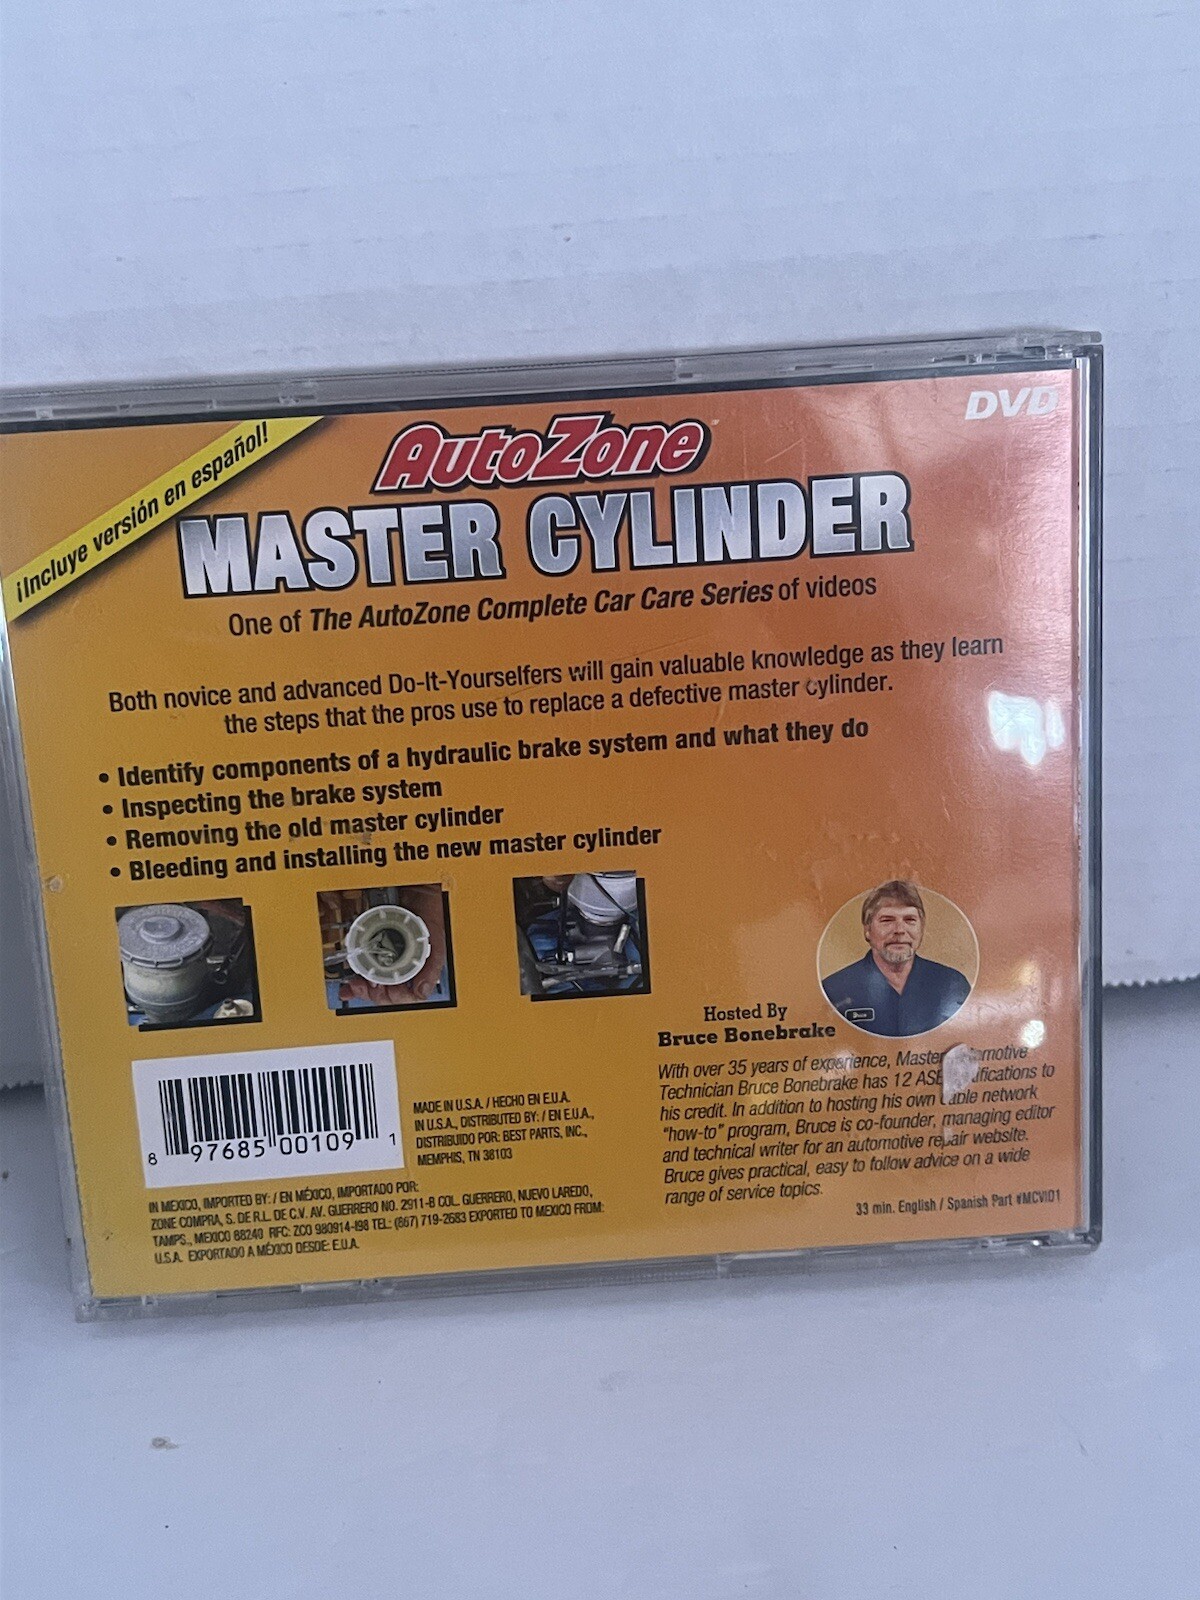 DVD
¡Incluye versión en español!
AutoZone
MASTER CYLINDER
One of The AutoZone Complete Car Care Series of videos
Both novice and advanced Do-It-Yourselfers will gain valuable knowledge as they learn
the steps that the pros use to replace a defective master cylinder.
• Identify components of a hydraulic brake system and what they do
• Inspecting the brake system
• Removing the old master cylinder
• Bleeding and installing the new master cylinder
Hosted By
Bruce Bonebrake
With over 35 years of experience, Master
Technician Bruce Bonebrake has 12 ASE to
his credit. In addition to hosting his own cable network
"how-to" program, Bruce is co-founder, managing editor
and technical writer for an automotive repair website.
Bruce gives practical, easy to follow advice on a wide
range of service topics.
33 min. English / Spanish Part #MCVID1
8 97685 00109 1
MADE IN U.S.A. / HECHO EN E.U.A.
IN U.S.A., DISTRIBUTED BY: / EN E.U.A.,
DISTRIBUIDO POR: BEST PARTS, INC.,
MEMPHIS, TN 38103
IN MEXICO, IMPORTED BY: / EN MÉXICO, IMPORTADO POR:
ZONE COMPRA, S. DE R.L. DE C.V. AV. GUERRERO NO. 2911-B COL. GUERRERO, NUEVO LAREDO,
TAMPS., MEXICO 88240 RFC: ZCO 980914-I98 TEL: (867) 719-2683 EXPORTED TO MEXICO FROM:
U.S.A. EXPORTADO A MÉXICO DESDE: E.U.A.